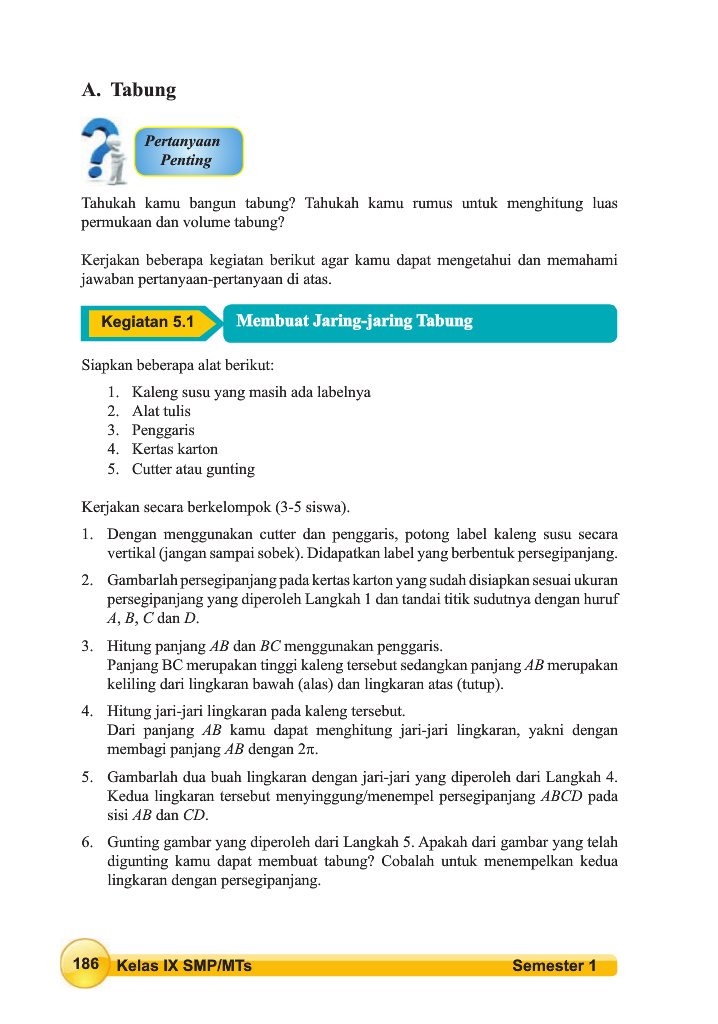 A. Tabung
Pertanyaan
Penting
Tahukah kamu bangun tabung? Tahukah kamu rumus untuk menghitung luas
permukaan dan volume tabung?
Kerjakan beberapa kegiatan berikut agar kamu dapat mengetahui dan memahami
jawaban pertanyaan-pertanyaan di atas.
Kegiatan 5.1
Membuat Jaring-jaring Tabung
Siapkan beberapa alat berikut:
1. Kaleng susu yang masih ada labelnya
2. Alat tulis
3. Penggaris
4. Kertas karton
5. Cutter atau gunting
Kerjakan secara berkelompok (3-5 siswa).
1. Dengan menggunakan cutter dan penggaris, potong label kaleng susu secara
vertikal (jangan sampai sobek). Didapatkan label yang berbentuk persegipanjang.
2. Gambarlah persegipanjang pada kertas karton yang sudah disiapkan sesuai ukuran
persegipanjang yang diperoleh Langkah 1 dan tandai titik sudutnya dengan huruf
A, B, C dan D.
3. Hitung panjang AB dan BC menggunakan penggaris.
Panjang BC merupakan tinggi kaleng tersebut sedangkan panjang AB merupakan
keliling dari lingkaran bawah (alas) dan lingkaran atas (tutup).
4. Hitung jari-jari lingkaran pada kaleng tersebut.
Dari panjang AB kamu dapat menghitung jari-jari lingkaran, yakni dengan
membagi panjang AB dengan 2π.
5. Gambarlah dua buah lingkaran dengan jari-jari yang diperoleh dari Langkah 4.
Kedua lingkaran tersebut menyinggung/menempel persegipanjang ABCD pada
sisi AB dan CD.
6. Gunting gambar yang diperoleh dari Langkah 5. Apakah dari gambar yang telah
digunting kamu dapat membuat tabung? Cobalah untuk menempelkan kedua
lingkaran dengan persegipanjang.
186 Kelas IX SMP/MTs
Semester 1